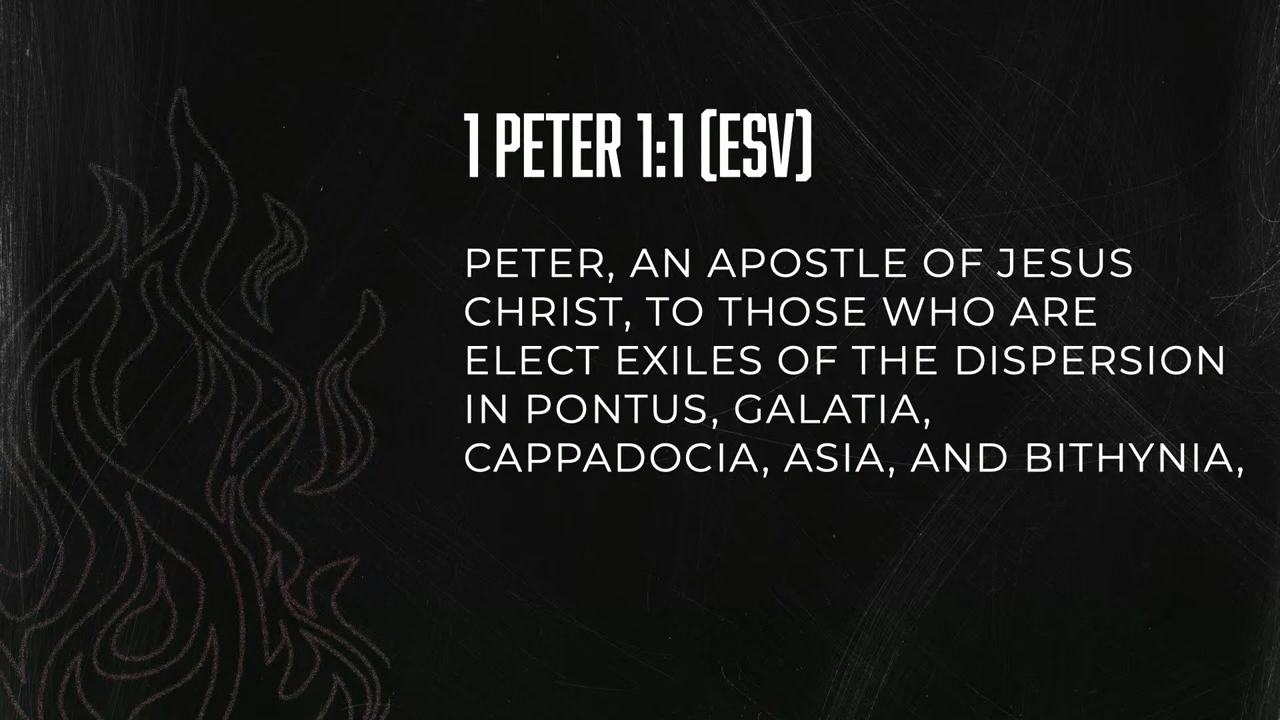 1 PETER 1:1 (ESV)
PETER, AN APOSTLE OF JESUS
CHRIST, TO THOSE WHO ARE
ELECT EXILES OF THE DISPERSION
IN PONTUS, GALATIA,
CAPPADOCIA, ASIA, AND BITHYNIA,